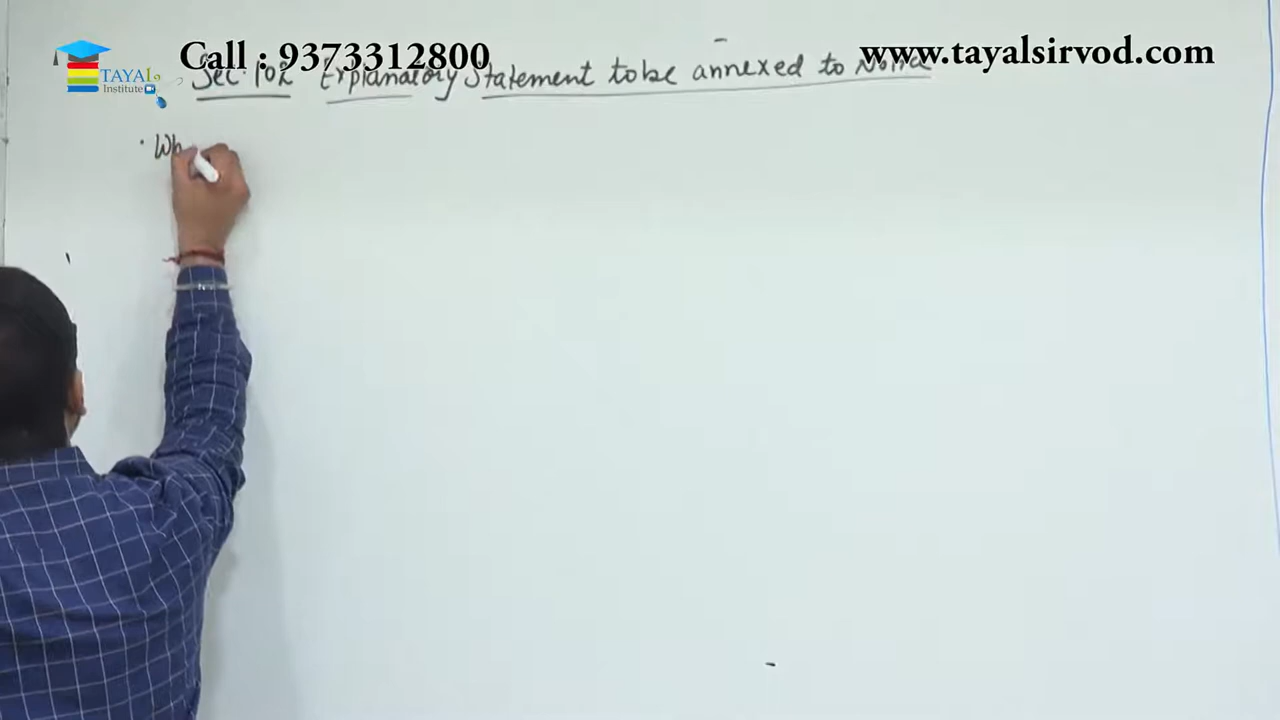 Call : 9373312800
www.tayalsirvod.com
TAYAL
Institute
Sec. 102 Explanatory Statement to be annexed to Notice
· Wh